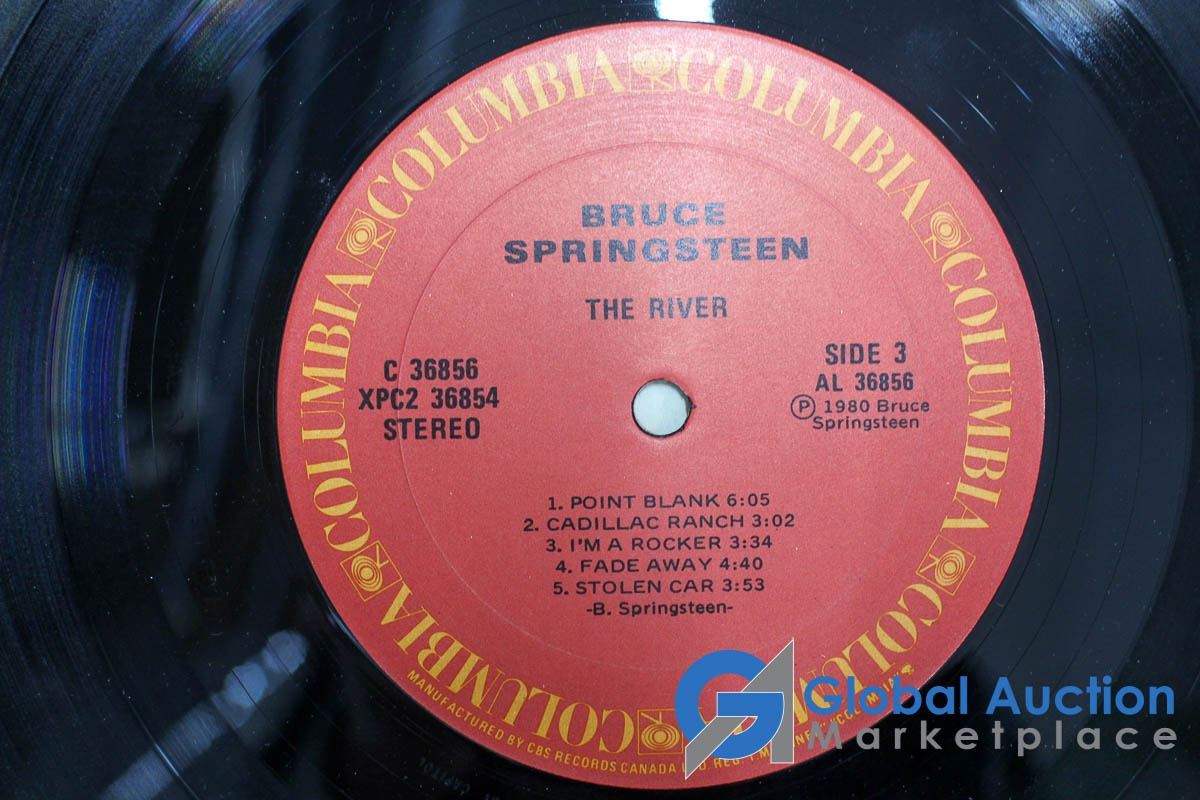 COLUMBIA COLUMBIA COLUMBIA COLUMBIA COLUMBIA COLUMBIA
BRUCE
SPRINGSTEEN
THE RIVER
C 36856
XPC2 36854
STEREO
SIDE 3
AL 36856
Ⓟ 1980 Bruce
Springsteen
1. POINT BLANK 6:05
2. CADILLAC RANCH 3:02
3. I'M A ROCKER 3:34
4. FADE AWAY 4:40
5. STOLEN CAR 3:53
-B. Springsteen-
MANUFACTURED BY CBS RECORDS CANADA
GA
Global Auction
Marketplace